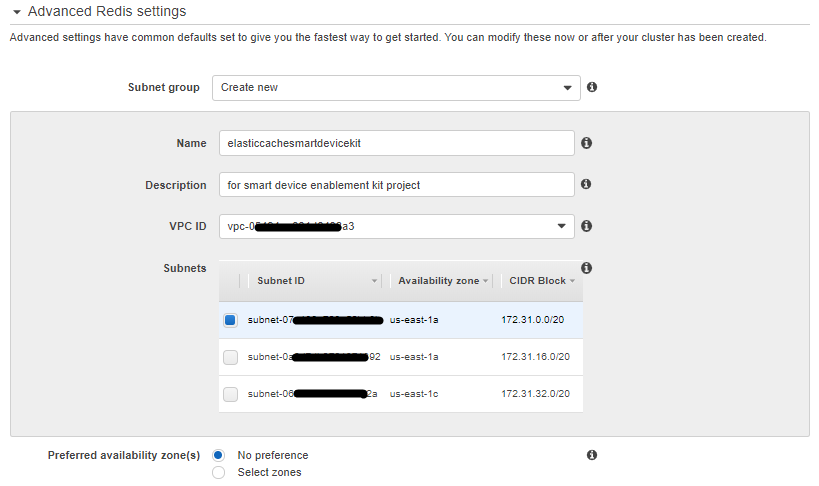 Advanced Redis settings
Advanced settings have common defaults set to give you the fastest way to get started. You can modify these now or after your cluster has been created.
Subnet group Create new
Name elasticcachesmartdevicekit
Description for smart device enablement kit project
VPC ID vpc-0 a3
Subnets
Subnet ID Availability zone CIDR Block
subnet-07 us-east-1a 172.31.0.0/20
subnet-0a 92 us-east-1a 172.31.16.0/20
subnet-06 2a us-east-1c 172.31.32.0/20
Preferred availability zone(s) No preference
Select zones